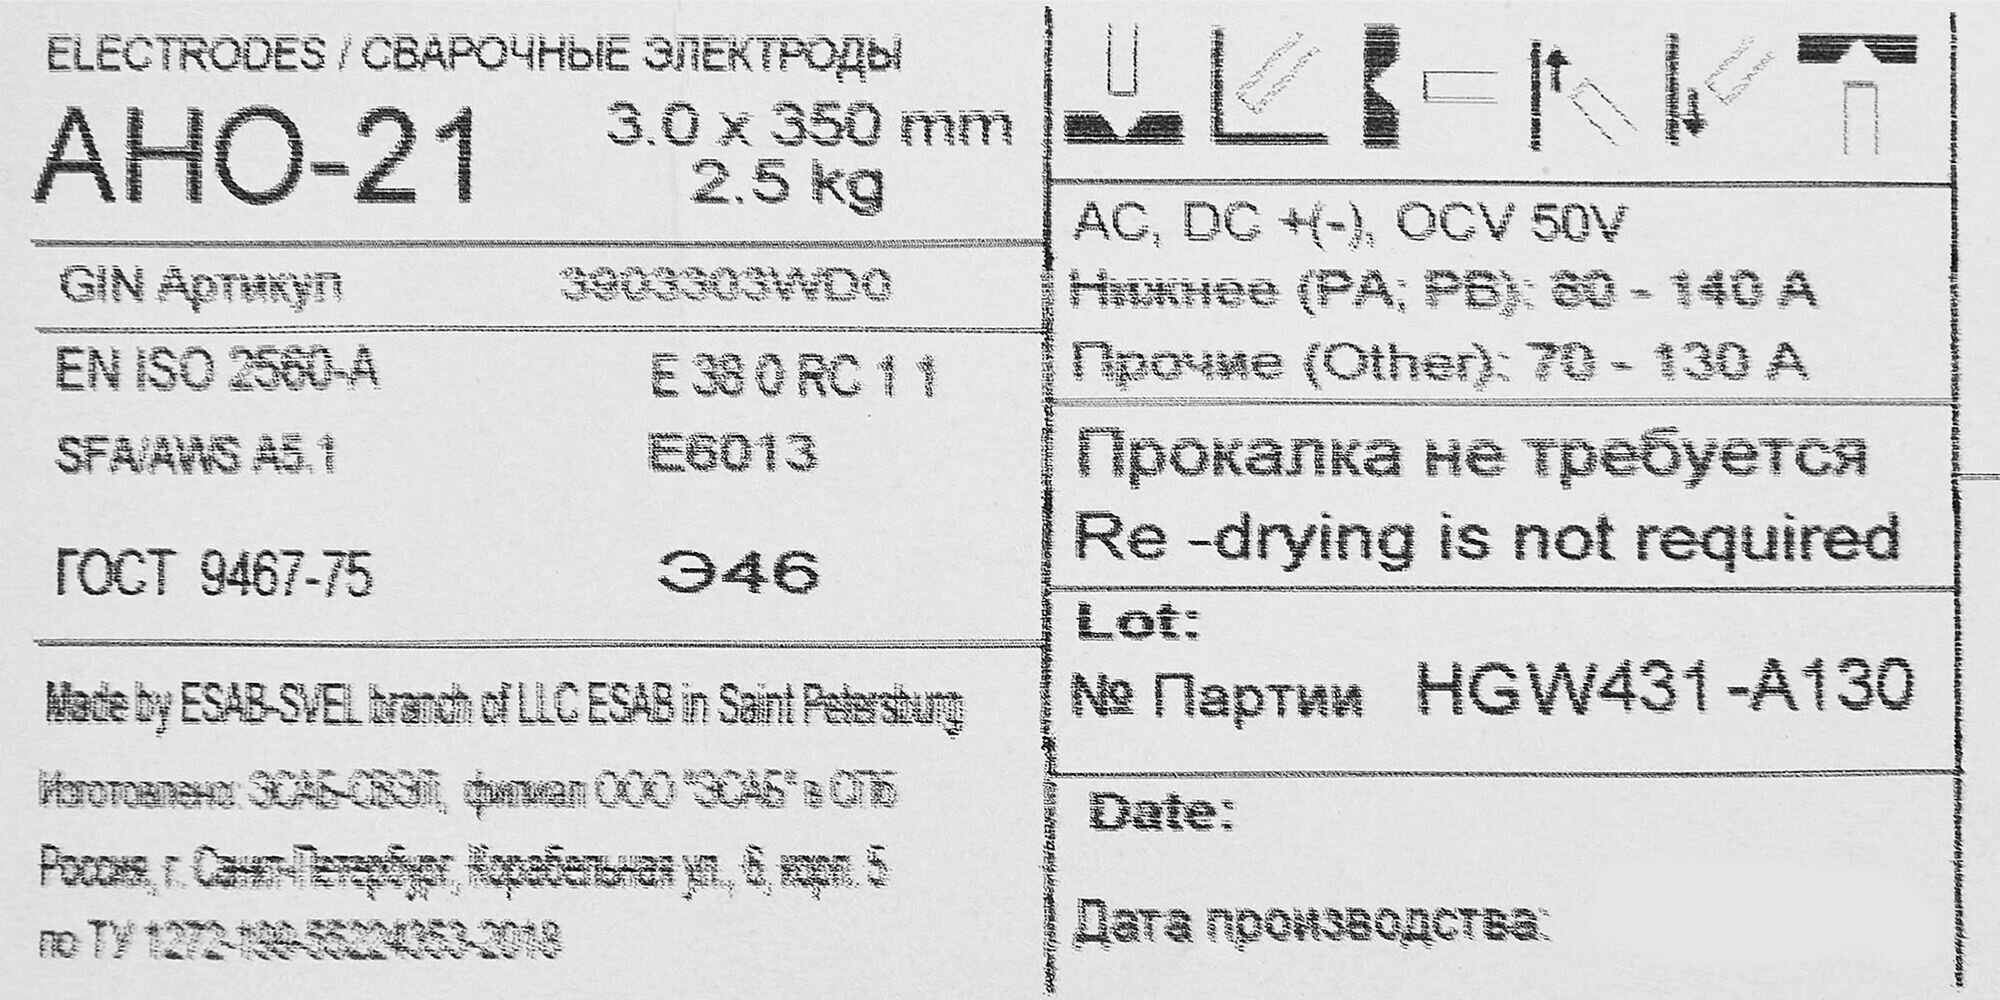 ELECTRODES / СВАРОЧНЫЕ ЭЛЕКТРОДЫ
АНО-21
3.0 x 350 mm
2.5 kg
GIN Артикул 3903303WD0
EN ISO 2560-A E 38 0 RC 1 1
SFA/AWS A5.1 E6013
ГОСТ 9467-75 Э46
Made by ESAB-SVEL branch of LLC ESAB in Saint Petersburg
Изготовлено: ЭСАБ-СВЭЛ, филиал ООО "ЭСАБ" в СПб
Россия, г. Санкт-Петербург, Корабельная ул., 6, корп. 5
по ТУ 1272-199-55224353-2018
AC, DC +(-), OCV 50V
Нижнее (PA; PB): 80 - 140 A
Прочие (Other): 70 - 130 A
Прокалка не требуется
Re -drying is not required
Lot:
№ Партии HGW431-A130
Date:
Дата производства: